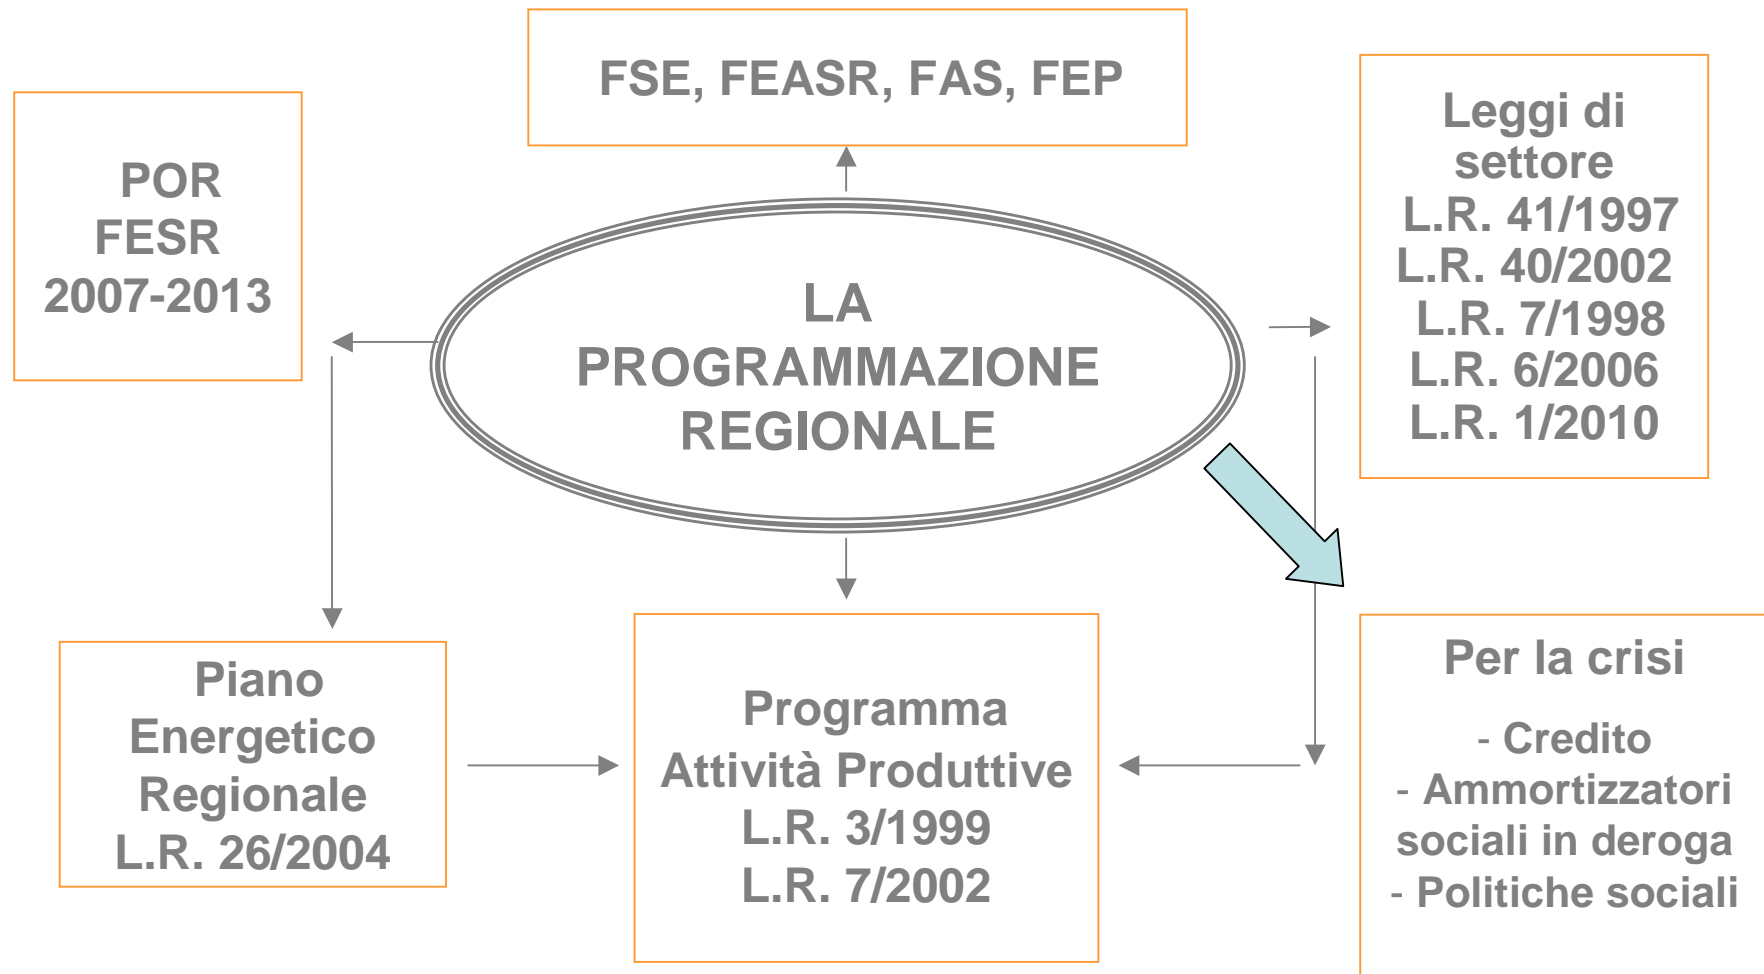 FSE, FEASR, FAS, FEP
POR
FESR
2007-2013
Leggi di
settore
L.R. 41/1997
L.R. 40/2002
L.R. 7/1998
L.R. 6/2006
L.R. 1/2010
LA
PROGRAMMAZIONE
REGIONALE
Piano
Energetico
Regionale
L.R. 26/2004
Programma
Attività Produttive
L.R. 3/1999
L.R. 7/2002
Per la crisi
- Credito
- Ammortizzatori
sociali in deroga
- Politiche sociali